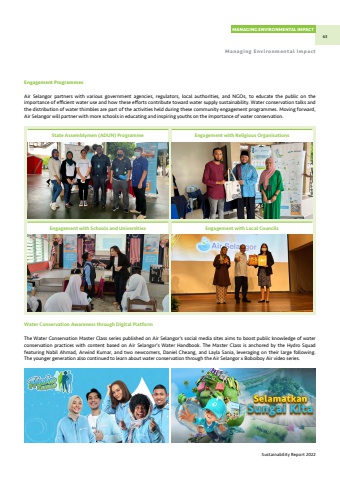 MANAGING ENVIRONMENTAL IMPACT
63
Managing Environmental Impact
Engagement Programmes
Air Selangor partners with various government agencies, regulators, local authorities, and NGOs, to educate the public on the
importance of efficient water use and how these efforts contribute toward water supply sustainability. Water conservation talks and
the distribution of water thimbles are part of the activities held during these community engagement programmes. Moving forward,
Air Selangor will partner with more schools in educating and inspiring youths on the importance of water conservation.
State Assemblymen (ADUN) Programme
Engagement with Religious Organisations
Engagement with Schools and Universities
Engagement with Local Councils
Air Selangor
Water Conservation Awareness through Digital Platform
The Water Conservation Master Class series published on Air Selangor's social media sites aims to boost public knowledge of water
conservation practices with content based on Air Selangor's Water Handbook. The Master Class is anchored by the Hydro Squad
featuring Nabil Ahmad, Arwind Kumar, and two newcomers, Daniel Cheang, and Layla Sania, leveraging on their large following.
The younger generation also continued to learn about water conservation through the Air Selangor x Boboiboy Air video series.
Selamatkan
Sungai Kita
Sustainability Report 2022